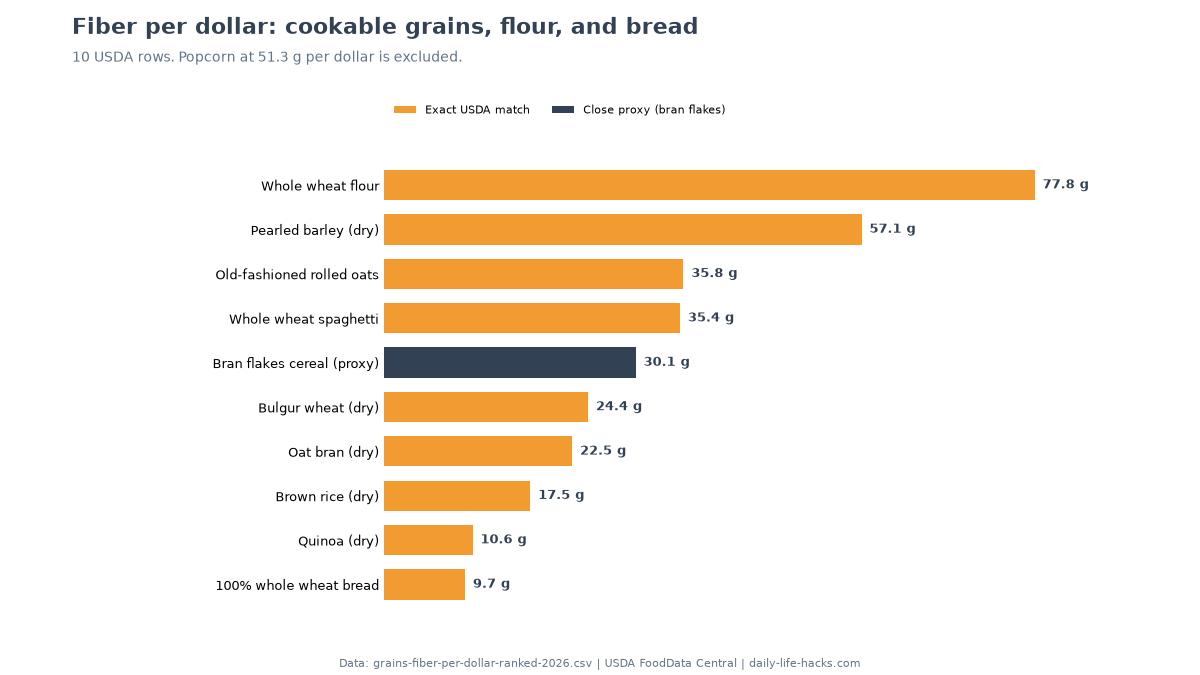 Fiber per dollar: cookable grains, flour, and bread
10 USDA rows. Popcorn at 51.3 g per dollar is excluded.
Exact USDA match
Close proxy (bran flakes)
Whole wheat flour 77.8 g
Pearled barley (dry) 57.1 g
Old-fashioned rolled oats 35.8 g
Whole wheat spaghetti 35.4 g
Bran flakes cereal (proxy) 30.1 g
Bulgur wheat (dry) 24.4 g
Oat bran (dry) 22.5 g
Brown rice (dry) 17.5 g
Quinoa (dry) 10.6 g
100% whole wheat bread 9.7 g
Data: grains-fiber-per-dollar-ranked-2026.csv | USDA FoodData Central | daily-life-hacks.com